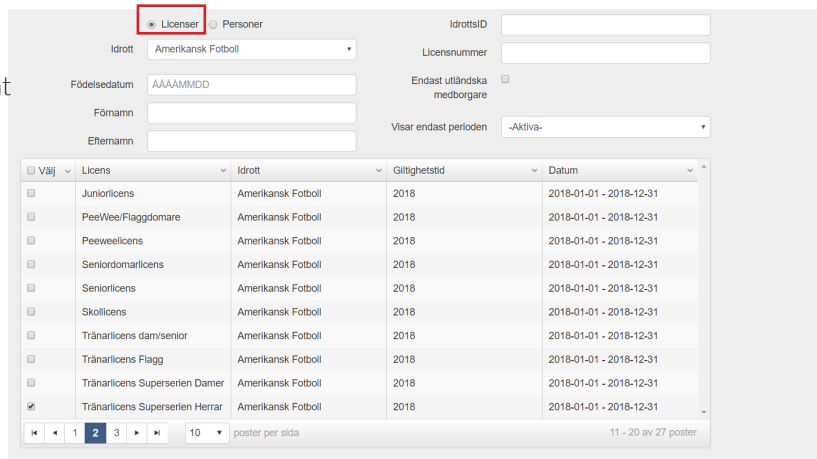 Licenser Personer IdrottsID
Idrott Amerikansk Fotboll Licensnummer
Födelsedatum ÅÅÅÅMMDD Endast utländska medborgare
Förnamn
Visar endast perioden -Aktiva-
Efternamn
Välj Licens Idrott Giltighetstid Datum
Juniorlicens Amerikansk Fotboll 2018 2018-01-01 - 2018-12-31
PeeWee/Flaggdomare Amerikansk Fotboll 2018 2018-01-01 - 2018-12-31
Peeweelicens Amerikansk Fotboll 2018 2018-01-01 - 2018-12-31
Seniordomarlicens Amerikansk Fotboll 2018 2018-01-01 - 2018-12-31
Seniorlicens Amerikansk Fotboll 2018 2018-01-01 - 2018-12-31
Skollicens Amerikansk Fotboll 2018 2018-01-01 - 2018-12-31
Tränarlicens dam/senior Amerikansk Fotboll 2018 2018-01-01 - 2018-12-31
Tränarlicens Flagg Amerikansk Fotboll 2018 2018-01-01 - 2018-12-31
Tränarlicens Superserien Damer Amerikansk Fotboll 2018 2018-01-01 - 2018-12-31
Tränarlicens Superserien Herrar Amerikansk Fotboll 2018 2018-01-01 - 2018-12-31
1 2 3 10 poster per sida 11 - 20 av 27 poster